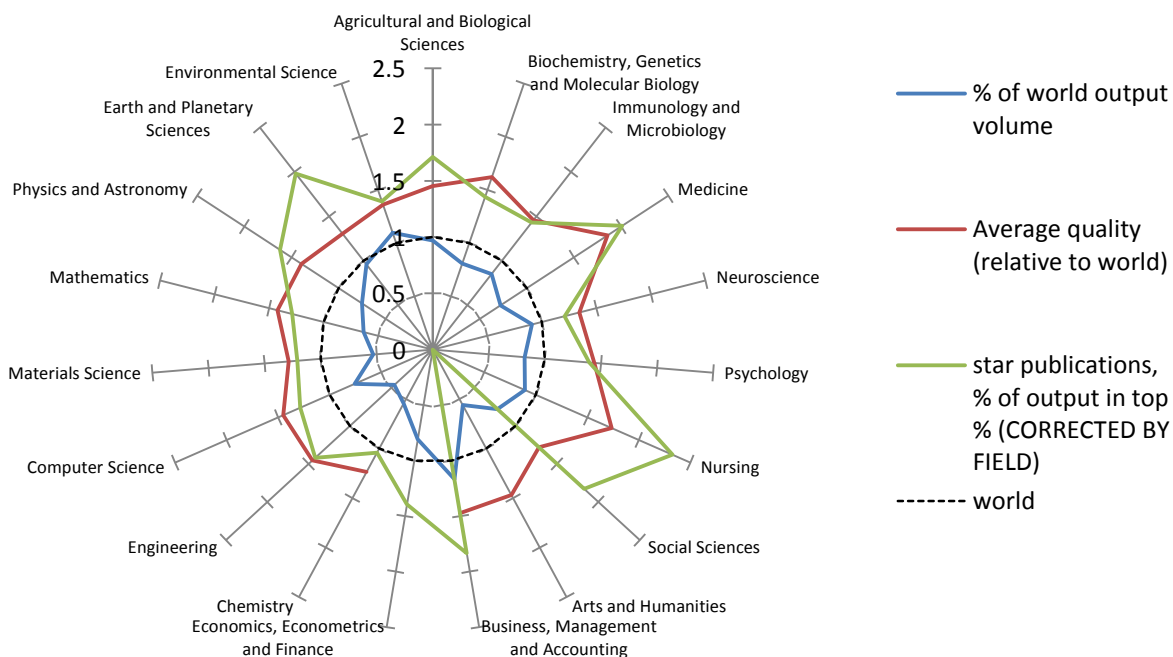 Agricultural and Biological
Sciences
Biochemistry, Genetics
and Molecular Biology
Immunology and
Microbiology
Medicine
Neuroscience
Psychology
Nursing
Social Sciences
Arts and Humanities
Business, Management
and Accounting
Economics, Econometrics
and Finance
Chemistry
Engineering
Computer Science
Materials Science
Mathematics
Physics and Astronomy
Earth and Planetary
Sciences
Environmental Science
2.5
2
1.5
1
0.5
0
% of world output
volume
Average quality
(relative to world)
star publications,
% of output in top
% (CORRECTED BY
FIELD)
world